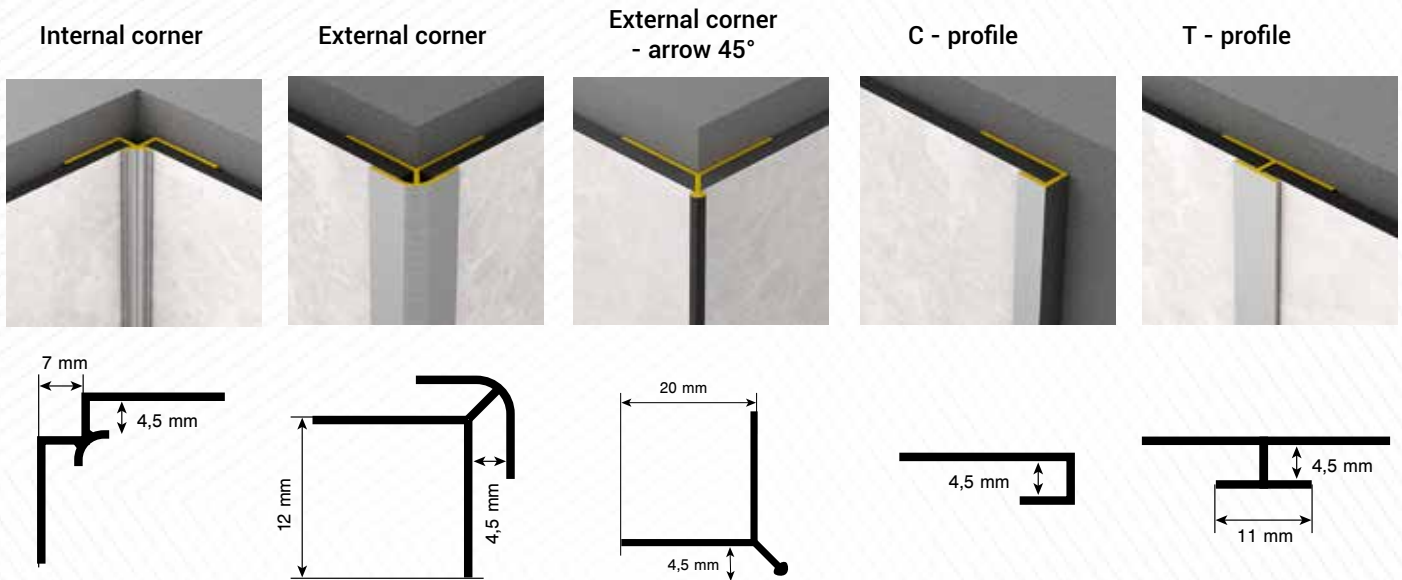 Internal corner
External corner
External corner
- arrow 45°
C - profile
T - profile
7 mm
4,5 mm
12 mm
4,5 mm
20 mm
4,5 mm
4,5 mm
4,5 mm
11 mm